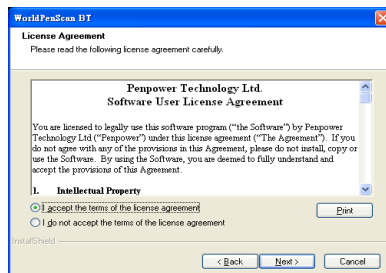 WorldPenScan BT
License Agreement
Please read the following license agreement carefully.
Penpower Technology Ltd.
Software User License Agreement
You are licensed to legally use this software program ("the Software") by Penpower
Technology Ltd ("Penpower") under this license agreement ("The Agreement"). If you
do not agree with any of the provisions in this Agreement, please do not install, copy or
use the Software. By using the Software, you are deemed to fully understand and
accept the provisions of this Agreement.
1. Intellectual Property
I accept the terms of the license agreement
Print
I do not accept the terms of the license agreement
InstallShield
< Back
Next >
Cancel